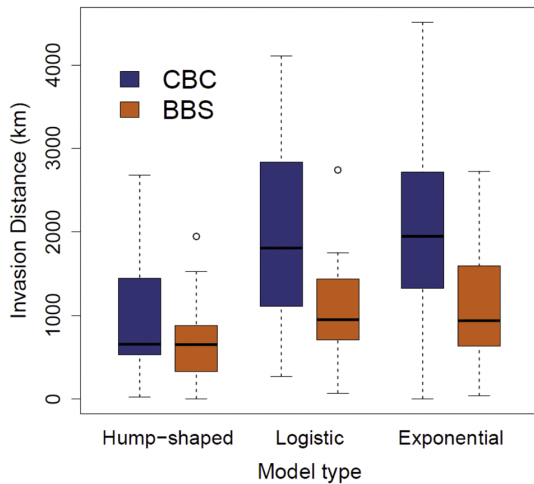 CBC
BBS
Invasion Distance (km)
4000
3000
2000
1000
0
Hump-shaped Logistic Exponential
Model type